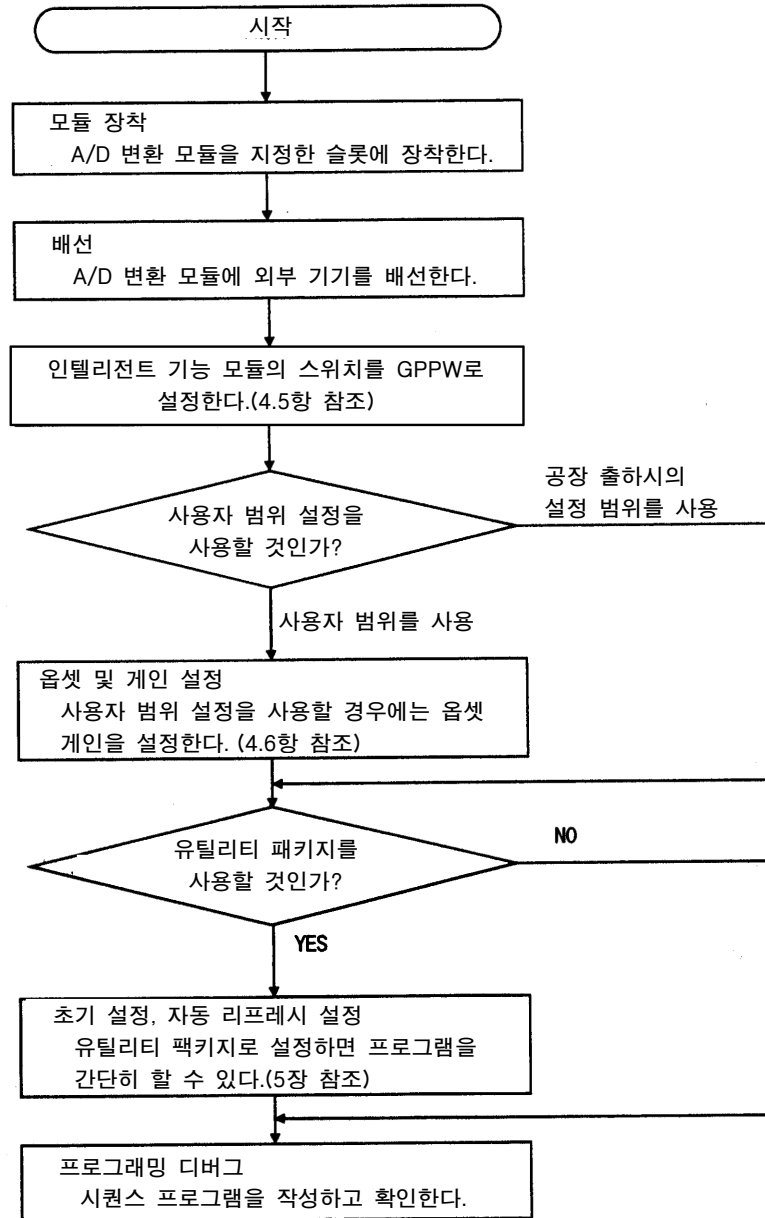 시작
모듈 장착
A/D 변환 모듈을 지정한 슬롯에 장착한다.
배선
A/D 변환 모듈에 외부 기기를 배선한다.
인텔리전트 기능 모듈의 스위치를 GPPW로
설정한다.(4.5항 참조)
사용자 범위 설정을
사용할 것인가?
공장 출하시의
설정 범위를 사용
사용자 범위를 사용
옵셋 및 게인 설정
사용자 범위 설정을 사용할 경우에는 옵셋
게인을 설정한다. (4.6항 참조)
유틸리티 패키지를
사용할 것인가?
NO
YES
초기 설정, 자동 리프레시 설정
유틸리티 팩키지로 설정하면 프로그램을
간단히 할 수 있다.(5장 참조)
프로그래밍 디버그
시퀀스 프로그램을 작성하고 확인한다.